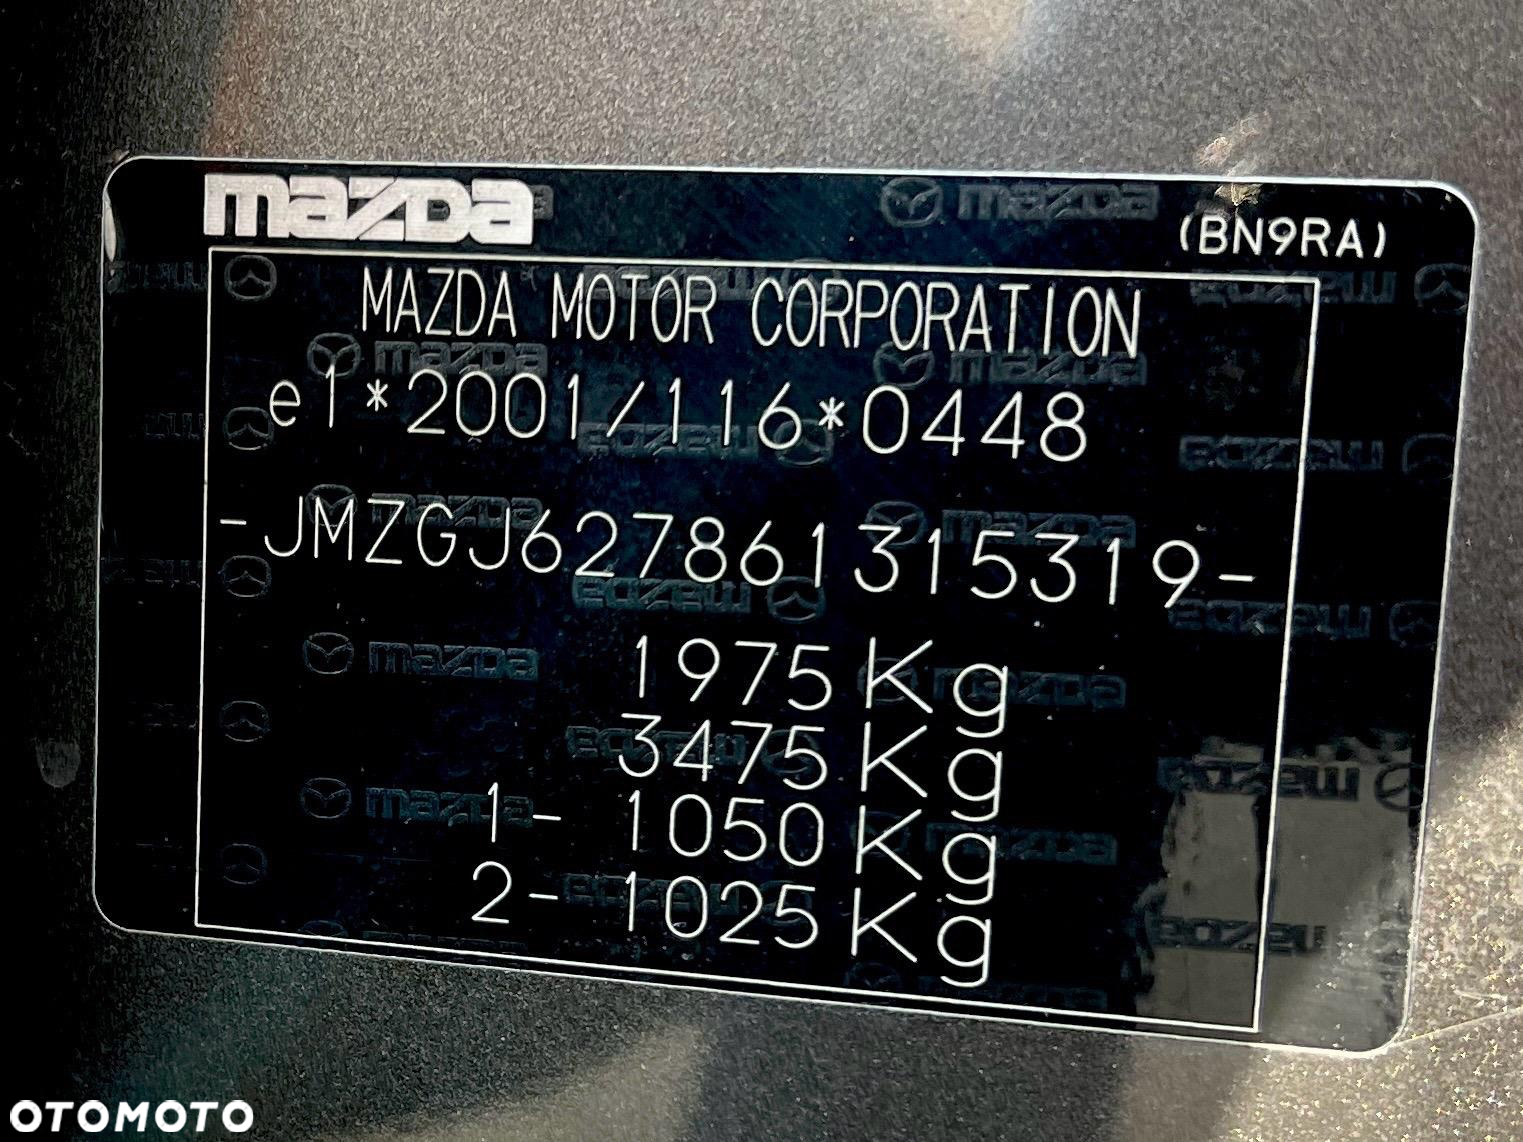 mazda
(BN9RA)
MAZDA MOTOR CORPORATION
e1*2001/116*0448
-JMZGJ627861315319-
1975Kg
3475Kg
1- 1050Kg
2- 1025Kg
OTOMOTO